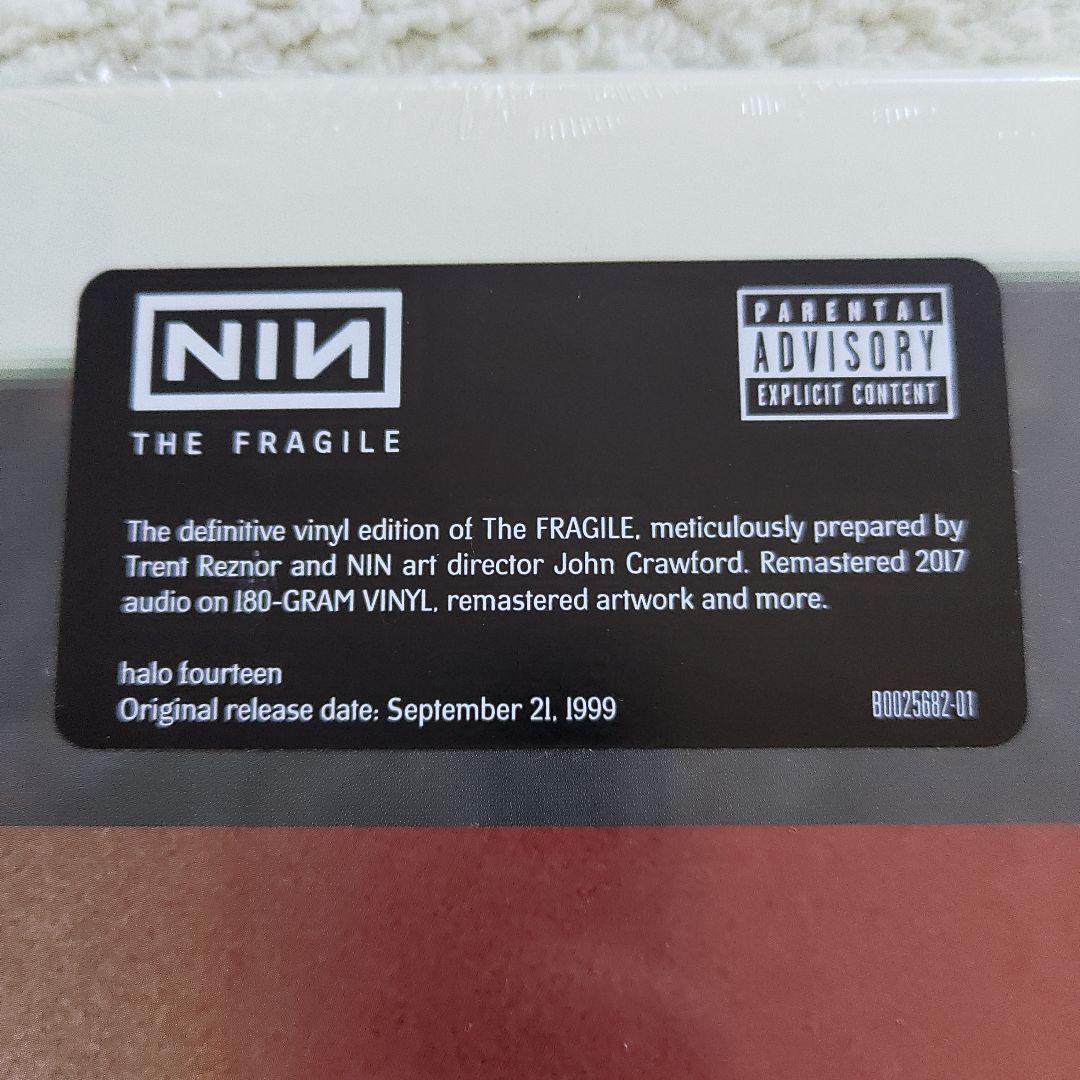 NIN
THE FRAGILE
PARENTAL
ADVISORY
EXPLICIT CONTENT
The definitive vinyl edition of The FRAGILE, meticulously prepared by
Trent Reznor and NIN art director John Crawford. Remastered 2017
audio on 180-GRAM VINYL, remastered artwork and more.
halo fourteen
Original release date: September 21, 1999
B0025682-01